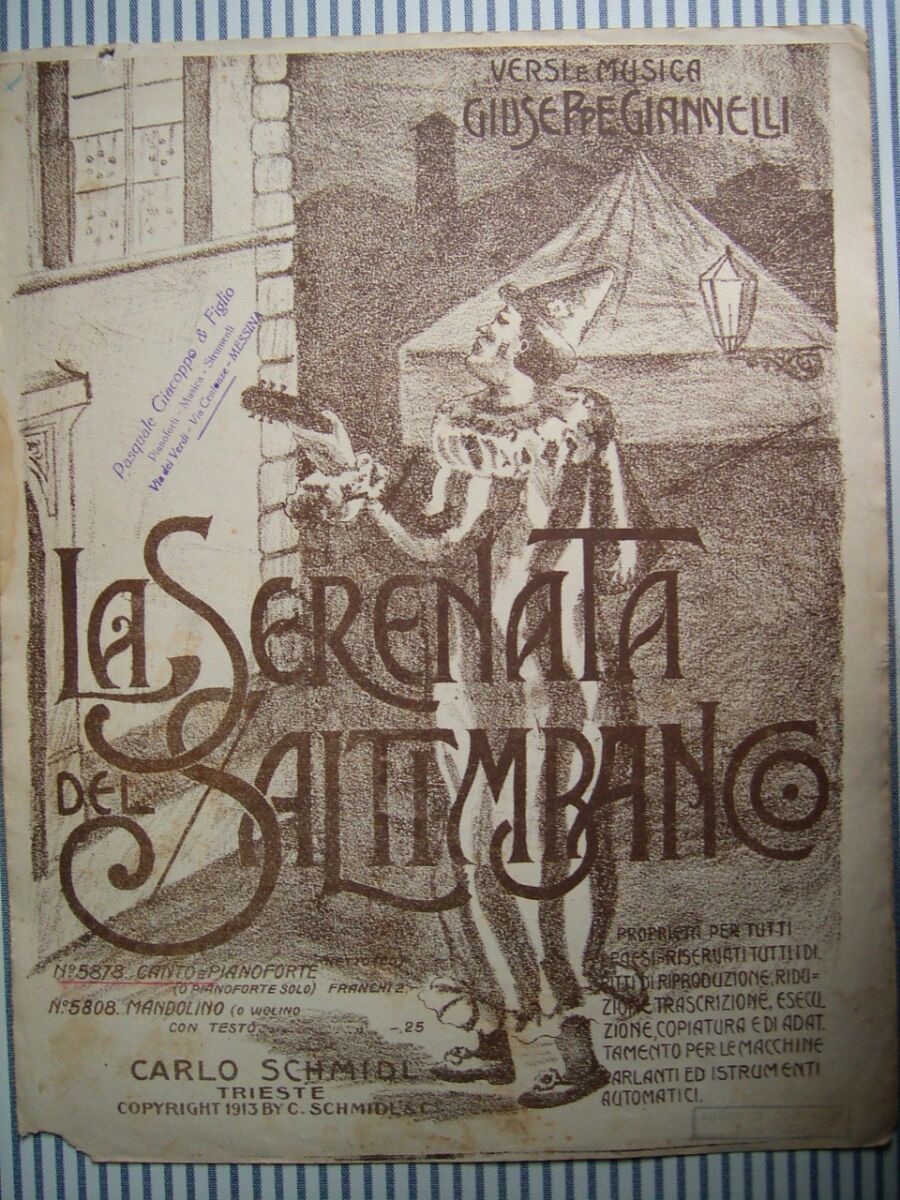 VERSI E MUSICA
GIUSEPPE GIANNELLI
Pasquale Giacoppo & Figlio
Pianoforti - Musica - Strumenti
Via dei Verdi - Via Centonze - MESSINA
LA SERENATA
DEL SALTIMBANCO
NETTO
Nº 5878. CANTO E PIANOFORTE
(O PIANOFORTE SOLO) FRANCHI 2.-
Nº 5808. MANDOLINO (O VIOLINO
CON TESTO -,25
CARLO SCHMIDL
TRIESTE
COPYRIGHT 1913 BY C. SCHMIDL & C.
PROPRIETÀ PER TUTTI
I PAESI-RISERVATI TUTTI I DI-
RITTI DI RIPRODUZIONE, RIDU-
ZIONE, TRASCRIZIONE, ESECU-
ZIONE, COPIATURA E DI ADAT-
TAMENTO PER LE MACCHINE
PARLANTI ED ISTRUMENTI
AUTOMATICI.